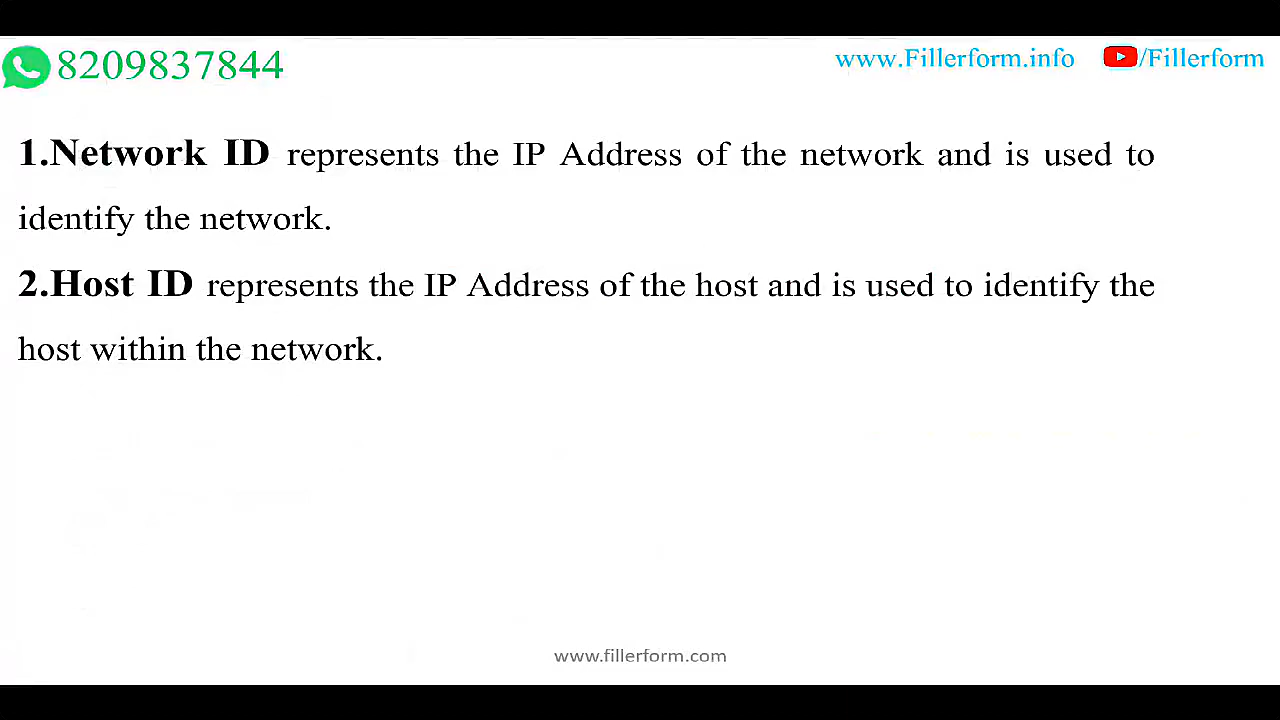 8209837844
www.Fillerform.info /Fillerform
1.Network ID represents the IP Address of the network and is used to
identify the network.
2.Host ID represents the IP Address of the host and is used to identify the
host within the network.
www.fillerform.com